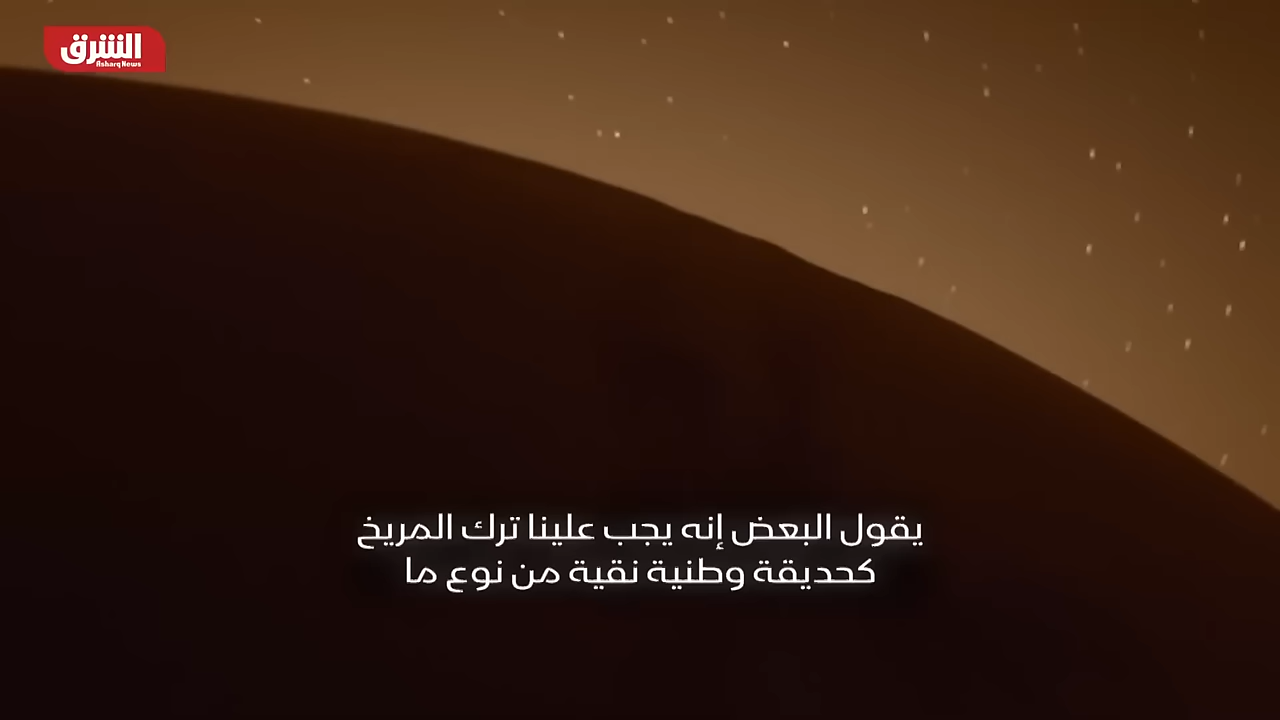 الشرق
Asharq News
يقول البعض إنه يجب علينا ترك المريخ
كحديقة وطنية نقية من نوع ما